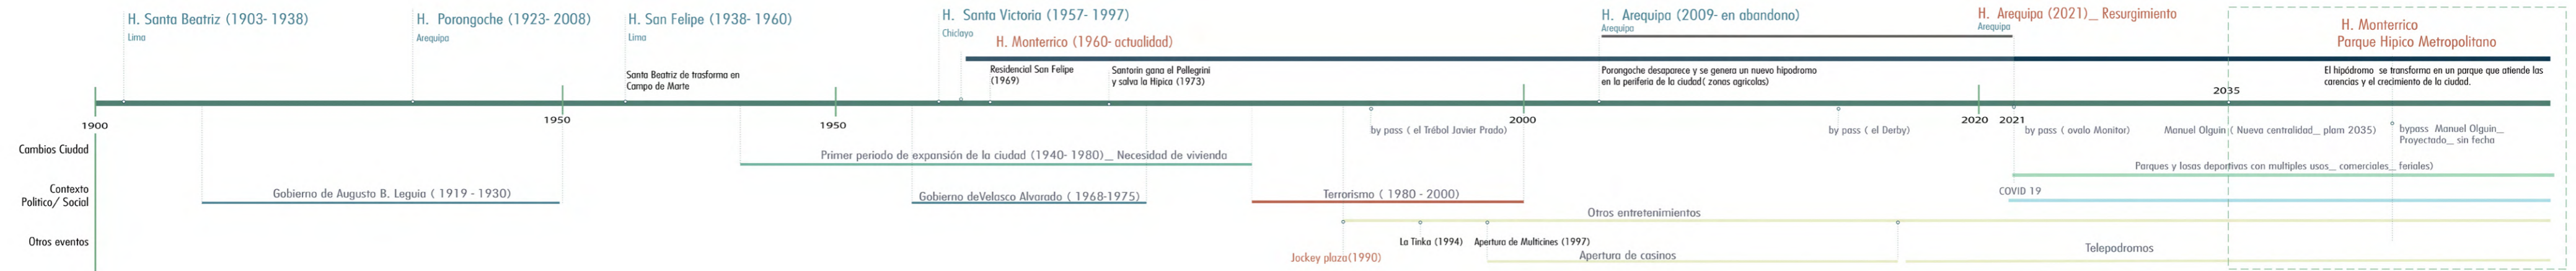 H. Santa Beatriz (1903- 1938)
Lima
H. Porongoche (1923- 2008)
Arequipa
H. San Felipe (1938- 1960)
Lima
Santa Beatriz de trasforma en
Campo de Marte
H. Santa Victoria (1957- 1997)
Chiclayo
H. Monterrico (1960- actualidad)
Residencial San Felipe
(1969)
Santorin gana el Pellegrini
y salva la Hipica (1973)
H. Arequipa (2009- en abandono)
Arequipa
Porongoche desaparece y se genera un nuevo hipodromo
en la periferia de la ciudad( zonas agricolas)
H. Arequipa (2021)_ Resurgimiento
Arequipa
H. Monterrico
Parque Hipico Metropolitano
El hipódromo se transforma en un parque que atiende las
carencias y el crecimiento de la ciudad.
2035
1900
1950
1950
2000
2020
2021
by pass ( el Trébol Javier Prado)
by pass ( el Derby)
by pass ( ovalo Monitor)
Manuel Olguin ( Nueva centralidad_ plam 2035)
bypass Manuel Olguin_
Proyectado_ sin fecha
Cambios Ciudad
Primer periodo de expansión de la ciudad (1940- 1980)_ Necesidad de vivienda
Parques y losas deportivas con multiples usos_ comerciales_ feriales)
Contexto
Politico/ Social
Gobierno de Augusto B. Leguia ( 1919 - 1930)
Gobierno deVelasco Alvarado ( 1968-1975)
Terrorismo ( 1980 - 2000)
COVID 19
Otros entretenimientos
Otros eventos
La Tinka (1994)
Apertura de Multicines (1997)
Jockey plaza(1990)
Apertura de casinos
Telepodromos